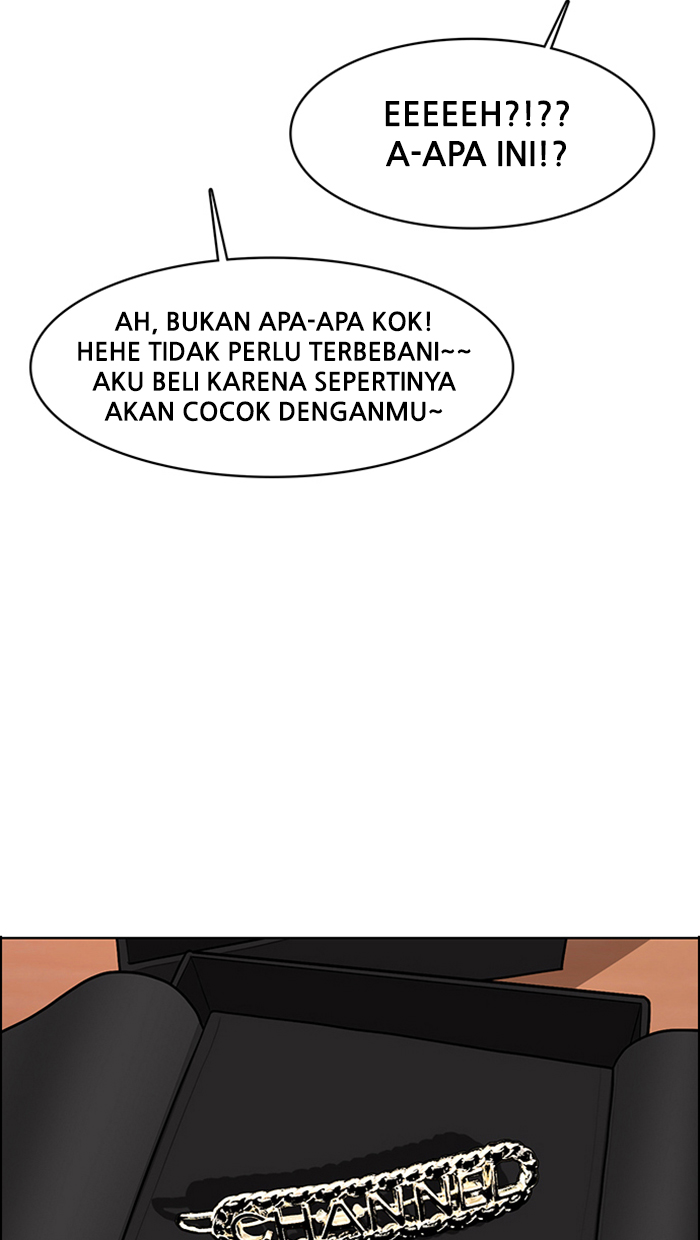 EEEEEH?!??
A-APA INI!?
AH, BUKAN APA-APA KOK!
HEHE TIDAK PERLU TERBEBANI~~
AKU BELI KARENA SEPERTINYA
AKAN COCOK DENGANMU~
CHANNEL